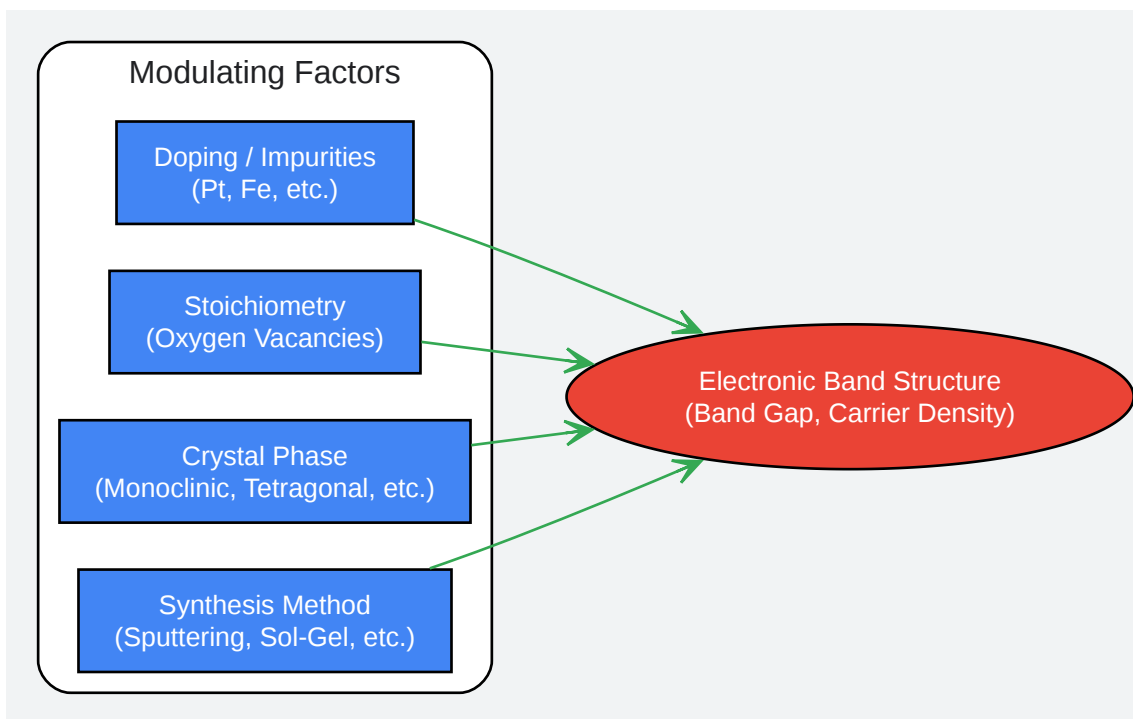 Modulating Factors
Doping / Impurities
(Pt, Fe, etc.)
Stoichiometry
(Oxygen Vacancies)
Crystal Phase
(Monoclinic, Tetragonal, etc.)
Synthesis Method
(Sputtering, Sol-Gel, etc.)
Electronic Band Structure
(Band Gap, Carrier Density)